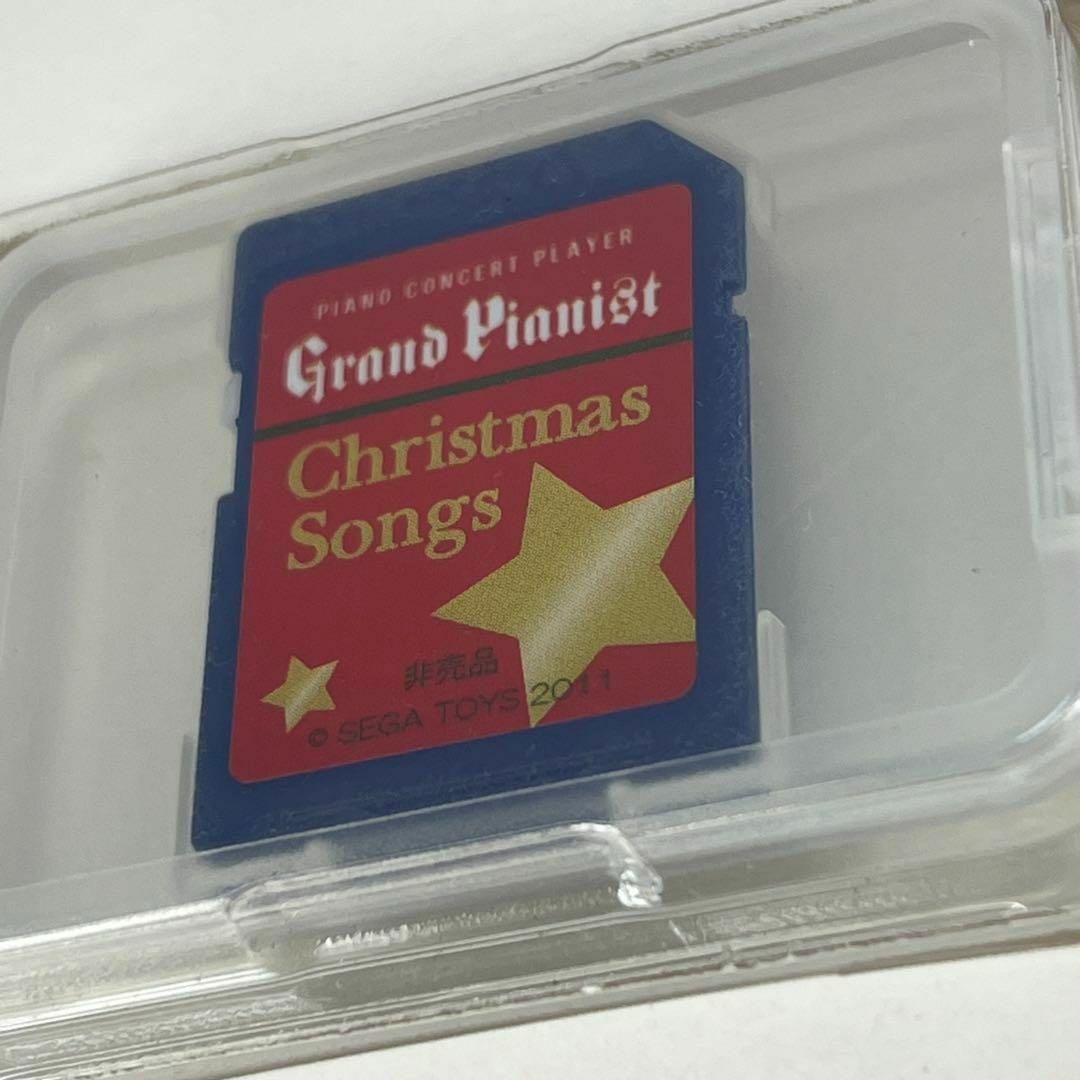 PIANO CONCERT PLAYER
Grand Pianist
Christmas
Songs
非売品
© SEGA TOYS 2011